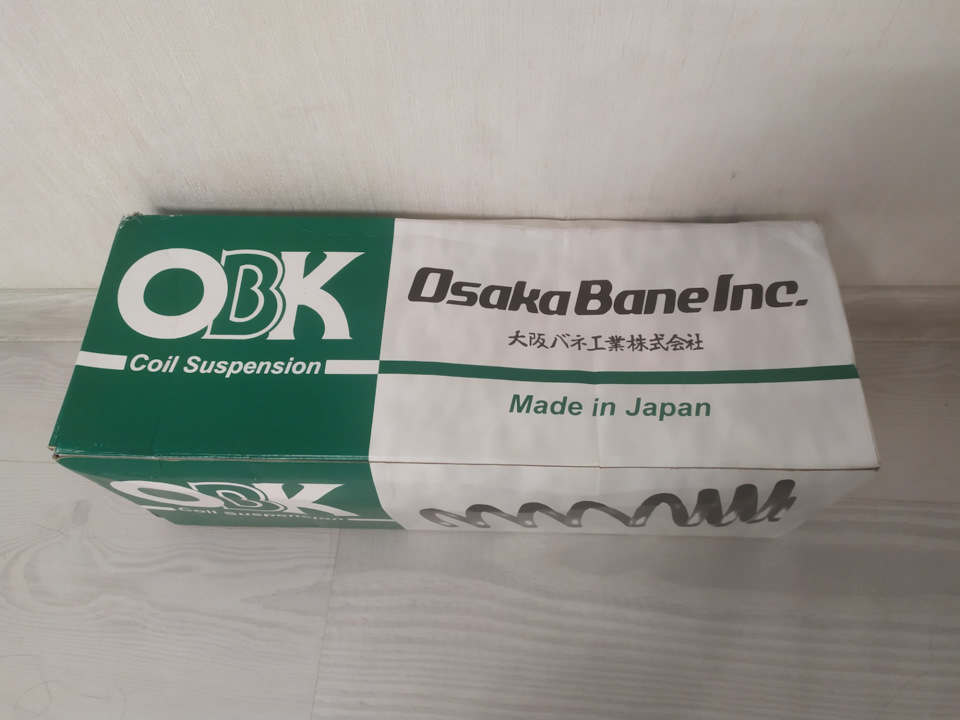 OBK
Coil Suspension
Osaka Bane Inc.
大阪バネ工業株式会社
Made in Japan
OBK
Coil Suspension